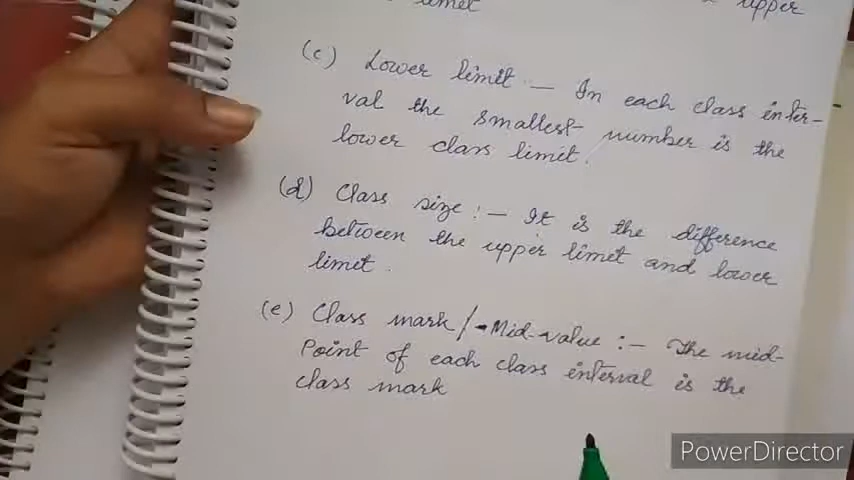 limit upper
(c) Lower limit — In each class inter-
val the smallest number is the
lower class limit.
(d) Class size :— It is the difference
between the upper limit and lower
limit.
(e) Class mark / Mid-value :— The mid-
Point of each class interval is the
class mark
PowerDirector